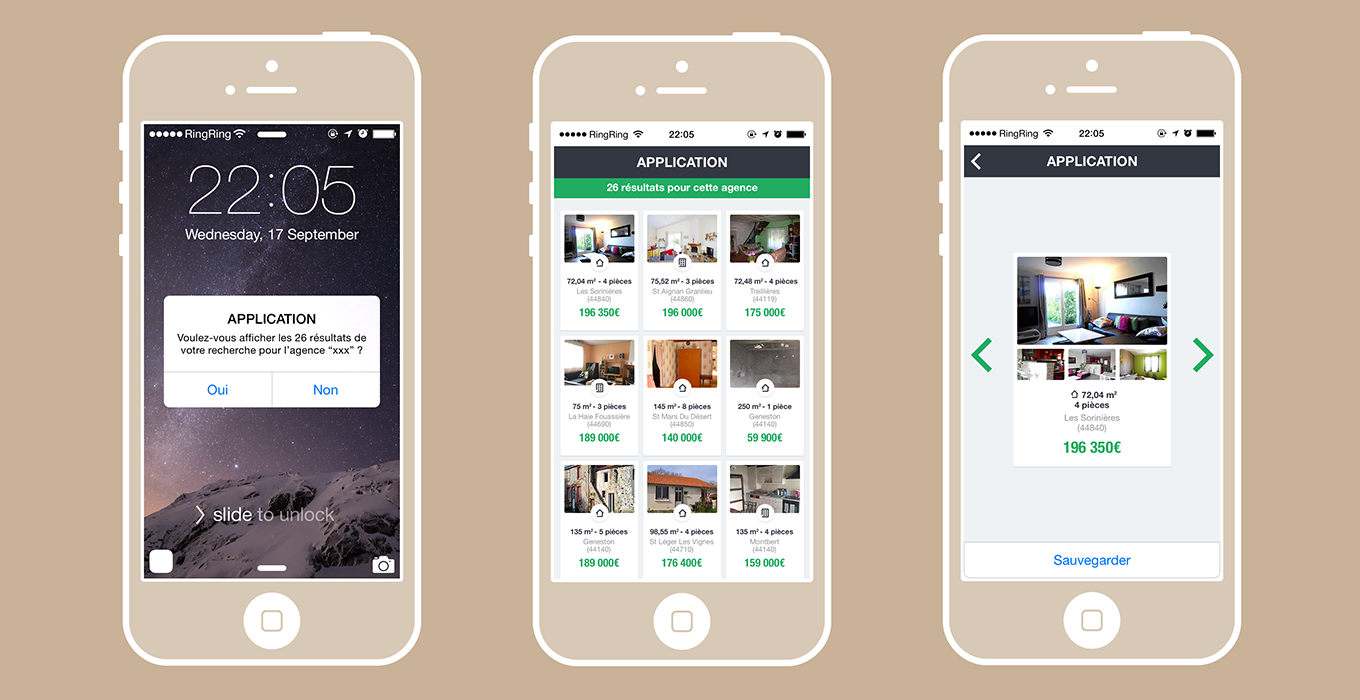 RingRing
22:05
Wednesday, 17 September
APPLICATION
Voulez-vous afficher les 26 résultats de
votre recherche pour l'agence “xxx” ?
Oui
Non
slide to unlock
RingRing
22:05
APPLICATION
26 résultats pour cette agence
72,04 m² - 4 pièces
Les Sorinières
(44840)
196 350€
75,52 m² - 3 pièces
St Aignan Granlieu
(44860)
196 000€
72,48 m² - 4 pièces
Treillières
(44119)
175 000€
75 m² - 3 pièces
La Haie Fouassière
(44690)
189 000€
145 m² - 8 pièces
St Mars Du Désert
(44850)
140 000€
250 m² - 1 pièce
Geneston
(44140)
59 900€
135 m² - 5 pièces
Geneston
(44140)
189 000€
98,55 m² - 4 pièces
St Léger Les Vignes
(44710)
176 400€
135 m² - 4 pièces
Montbert
(44140)
159 000€
RingRing
22:05
APPLICATION
72,04 m²
4 pièces
Les Sorinières
(44840)
196 350€
Sauvegarder